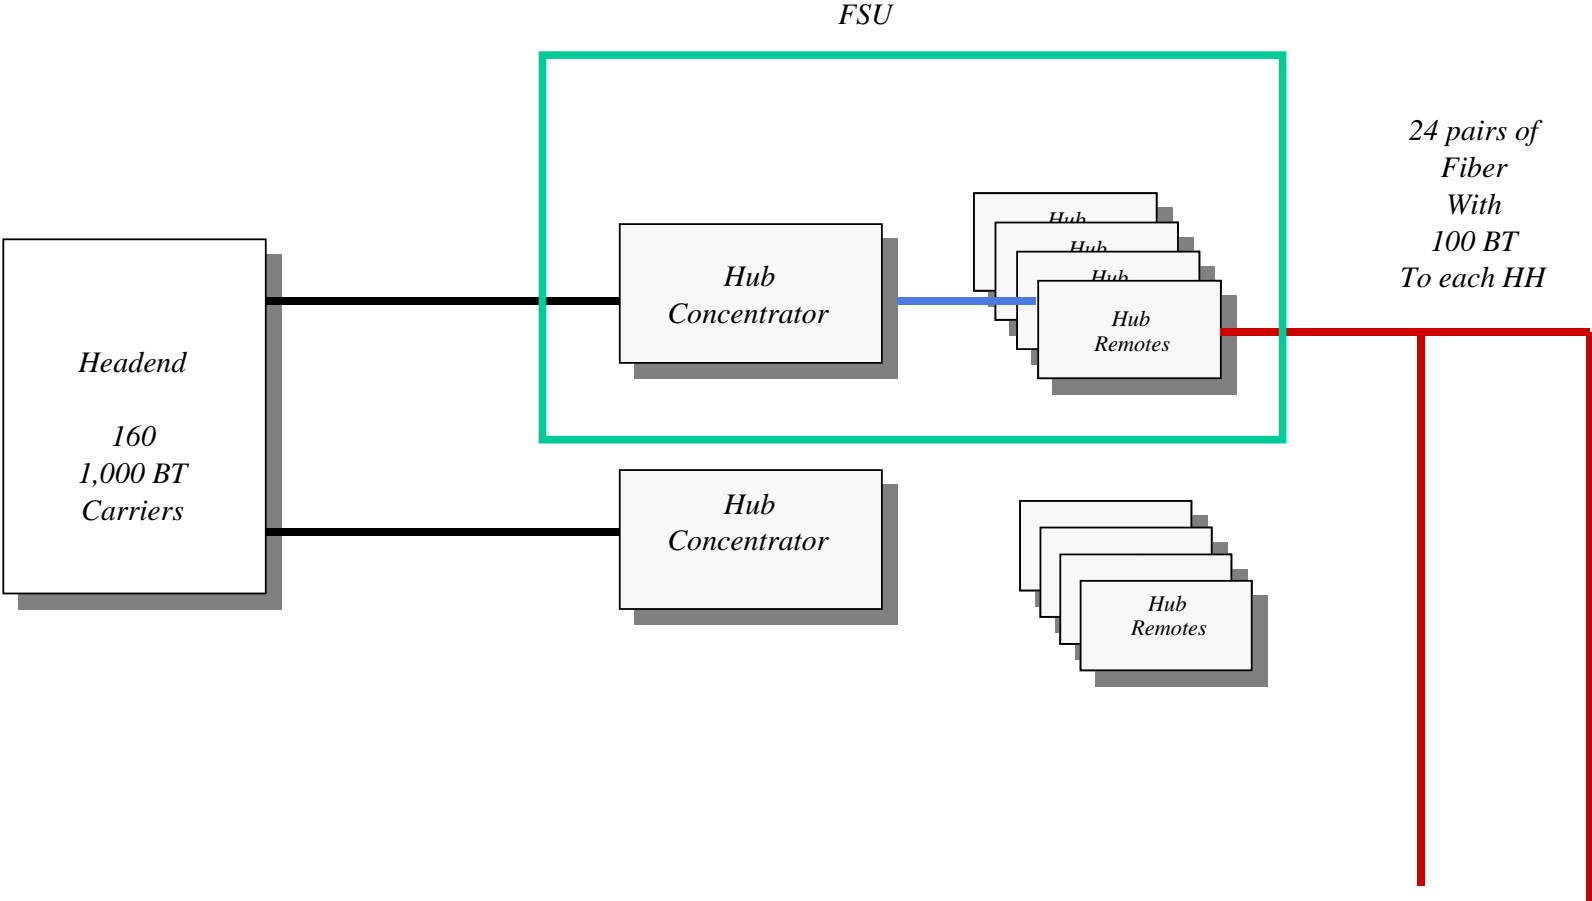 FSU
24 pairs of
Fiber
With
100 BT
To each HH
Headend
160
1,000 BT
Carriers
Hub
Concentrator
Hub
Hub
Hub
Hub
Remotes
Hub
Concentrator
Hub
Remotes